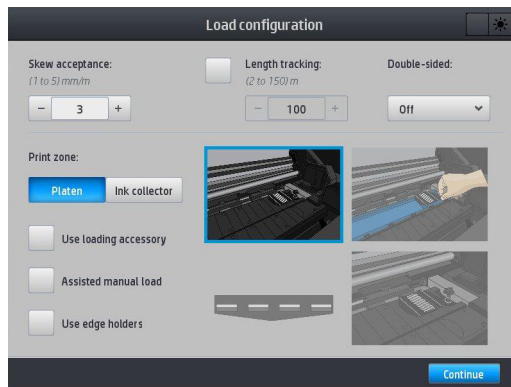 Load configuration
Skew acceptance:
(1 to 5) mm/m
− 3 +
Length tracking:
(2 to 150) m
− 100 +
Double-sided:
Off
Print zone:
Platen
Ink collector
Use loading accessory
Assisted manual load
Use edge holders
Continue